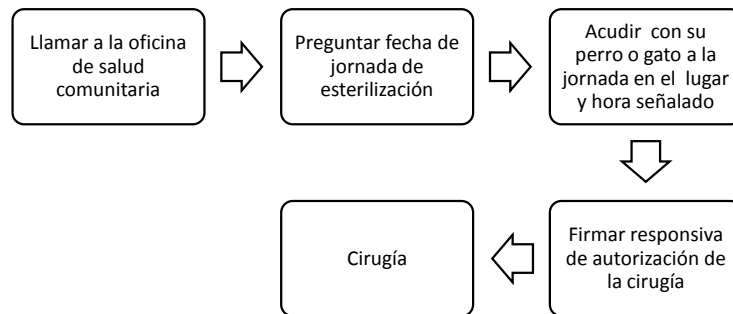 Llamar a la oficina
de salud
comunitaria
Preguntar fecha de
jornada de
esterilización
Acudir con su
perro o gato a la
jornada en el lugar
y hora señalado
Firmar responsiva
de autorización de
la cirugía
Cirugía